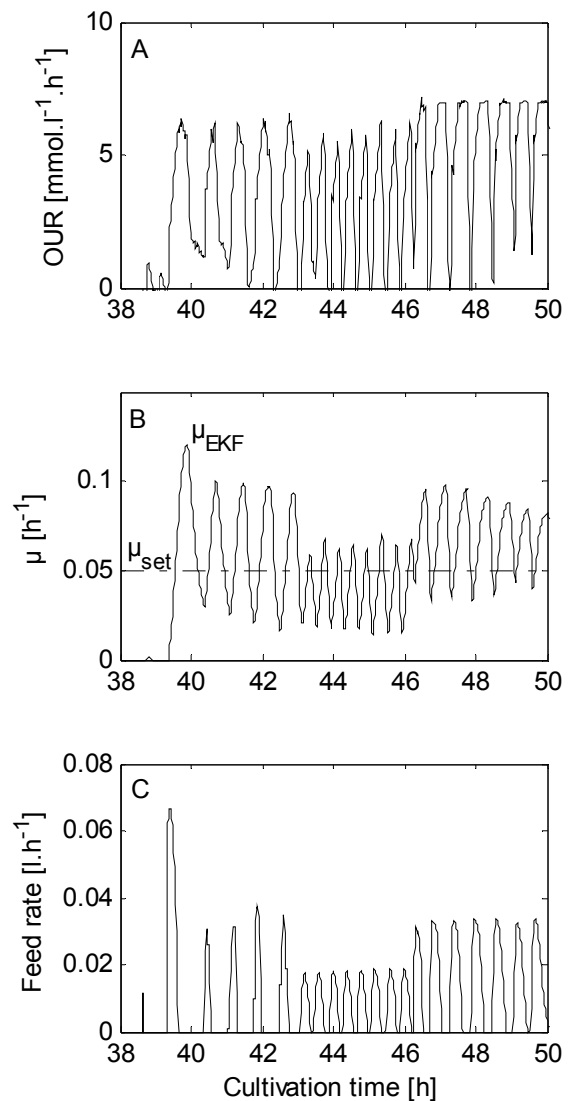 A
10
5
0
OUR [mmol.l⁻¹.h⁻¹]
38 40 42 44 46 48 50
B
μEKF
0.1
μset
0.05
0
μ [h⁻¹]
38 40 42 44 46 48 50
C
0.08
0.06
0.04
0.02
0
Feed rate [l.h⁻¹]
38 40 42 44 46 48 50
Cultivation time [h]